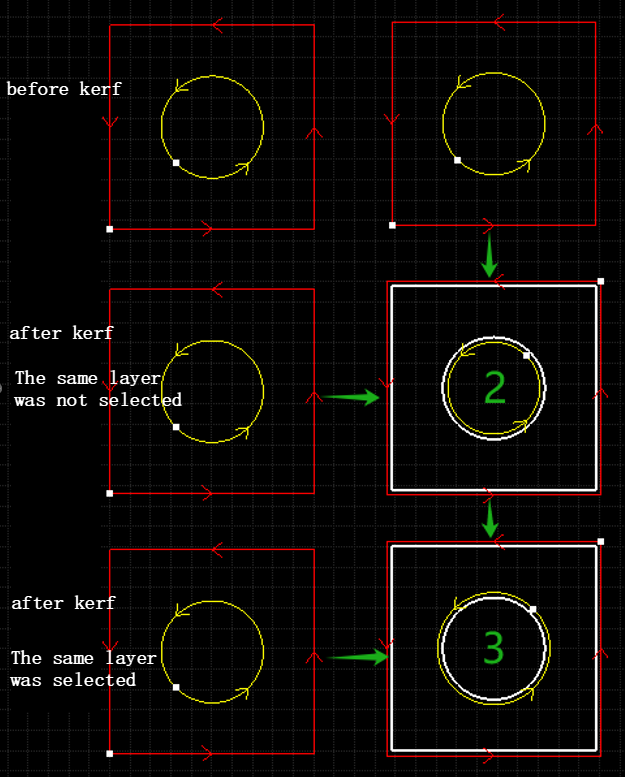 before kerf
after kerf
The same layer
was not selected
2
after kerf
The same layer
was selected
3